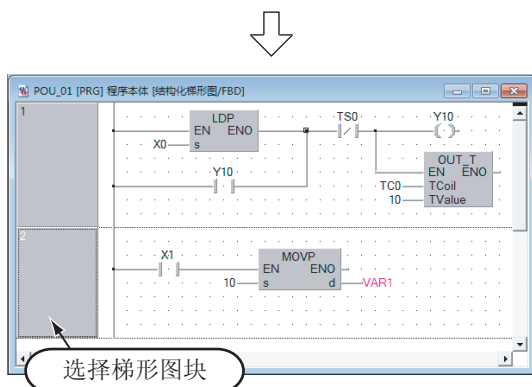 POU_01 [PRG] 程序本体 [结构化梯形图/FBD]
1
LDP
EN ENO
X0 s
TS0
Y10
Y10
OUT_T
EN ENO
TC0 TCoil
10 TValue
2
X1
MOVP
EN ENO
10 s d VAR1
选择梯形图块